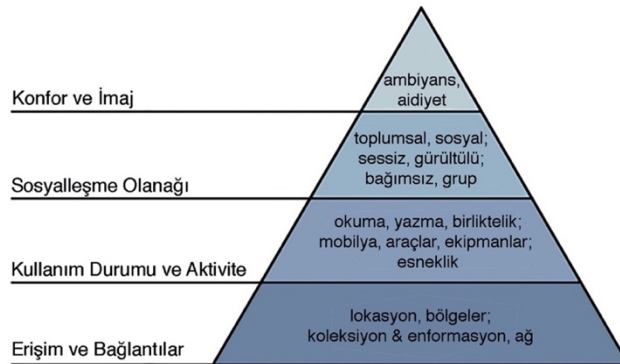 ambiyans,
aidiyet
Konfor ve İmaj
toplumsal, sosyal;
sessiz, gürültülü;
bağımsız, grup
Sosyalleşme Olanağı
okuma, yazma, birliktelik;
mobilya, araçlar, ekipmanlar;
esneklik
Kullanım Durumu ve Aktivite
lokasyon, bölgeler;
koleksiyon & enformasyon, ağ
Erişim ve Bağlantılar